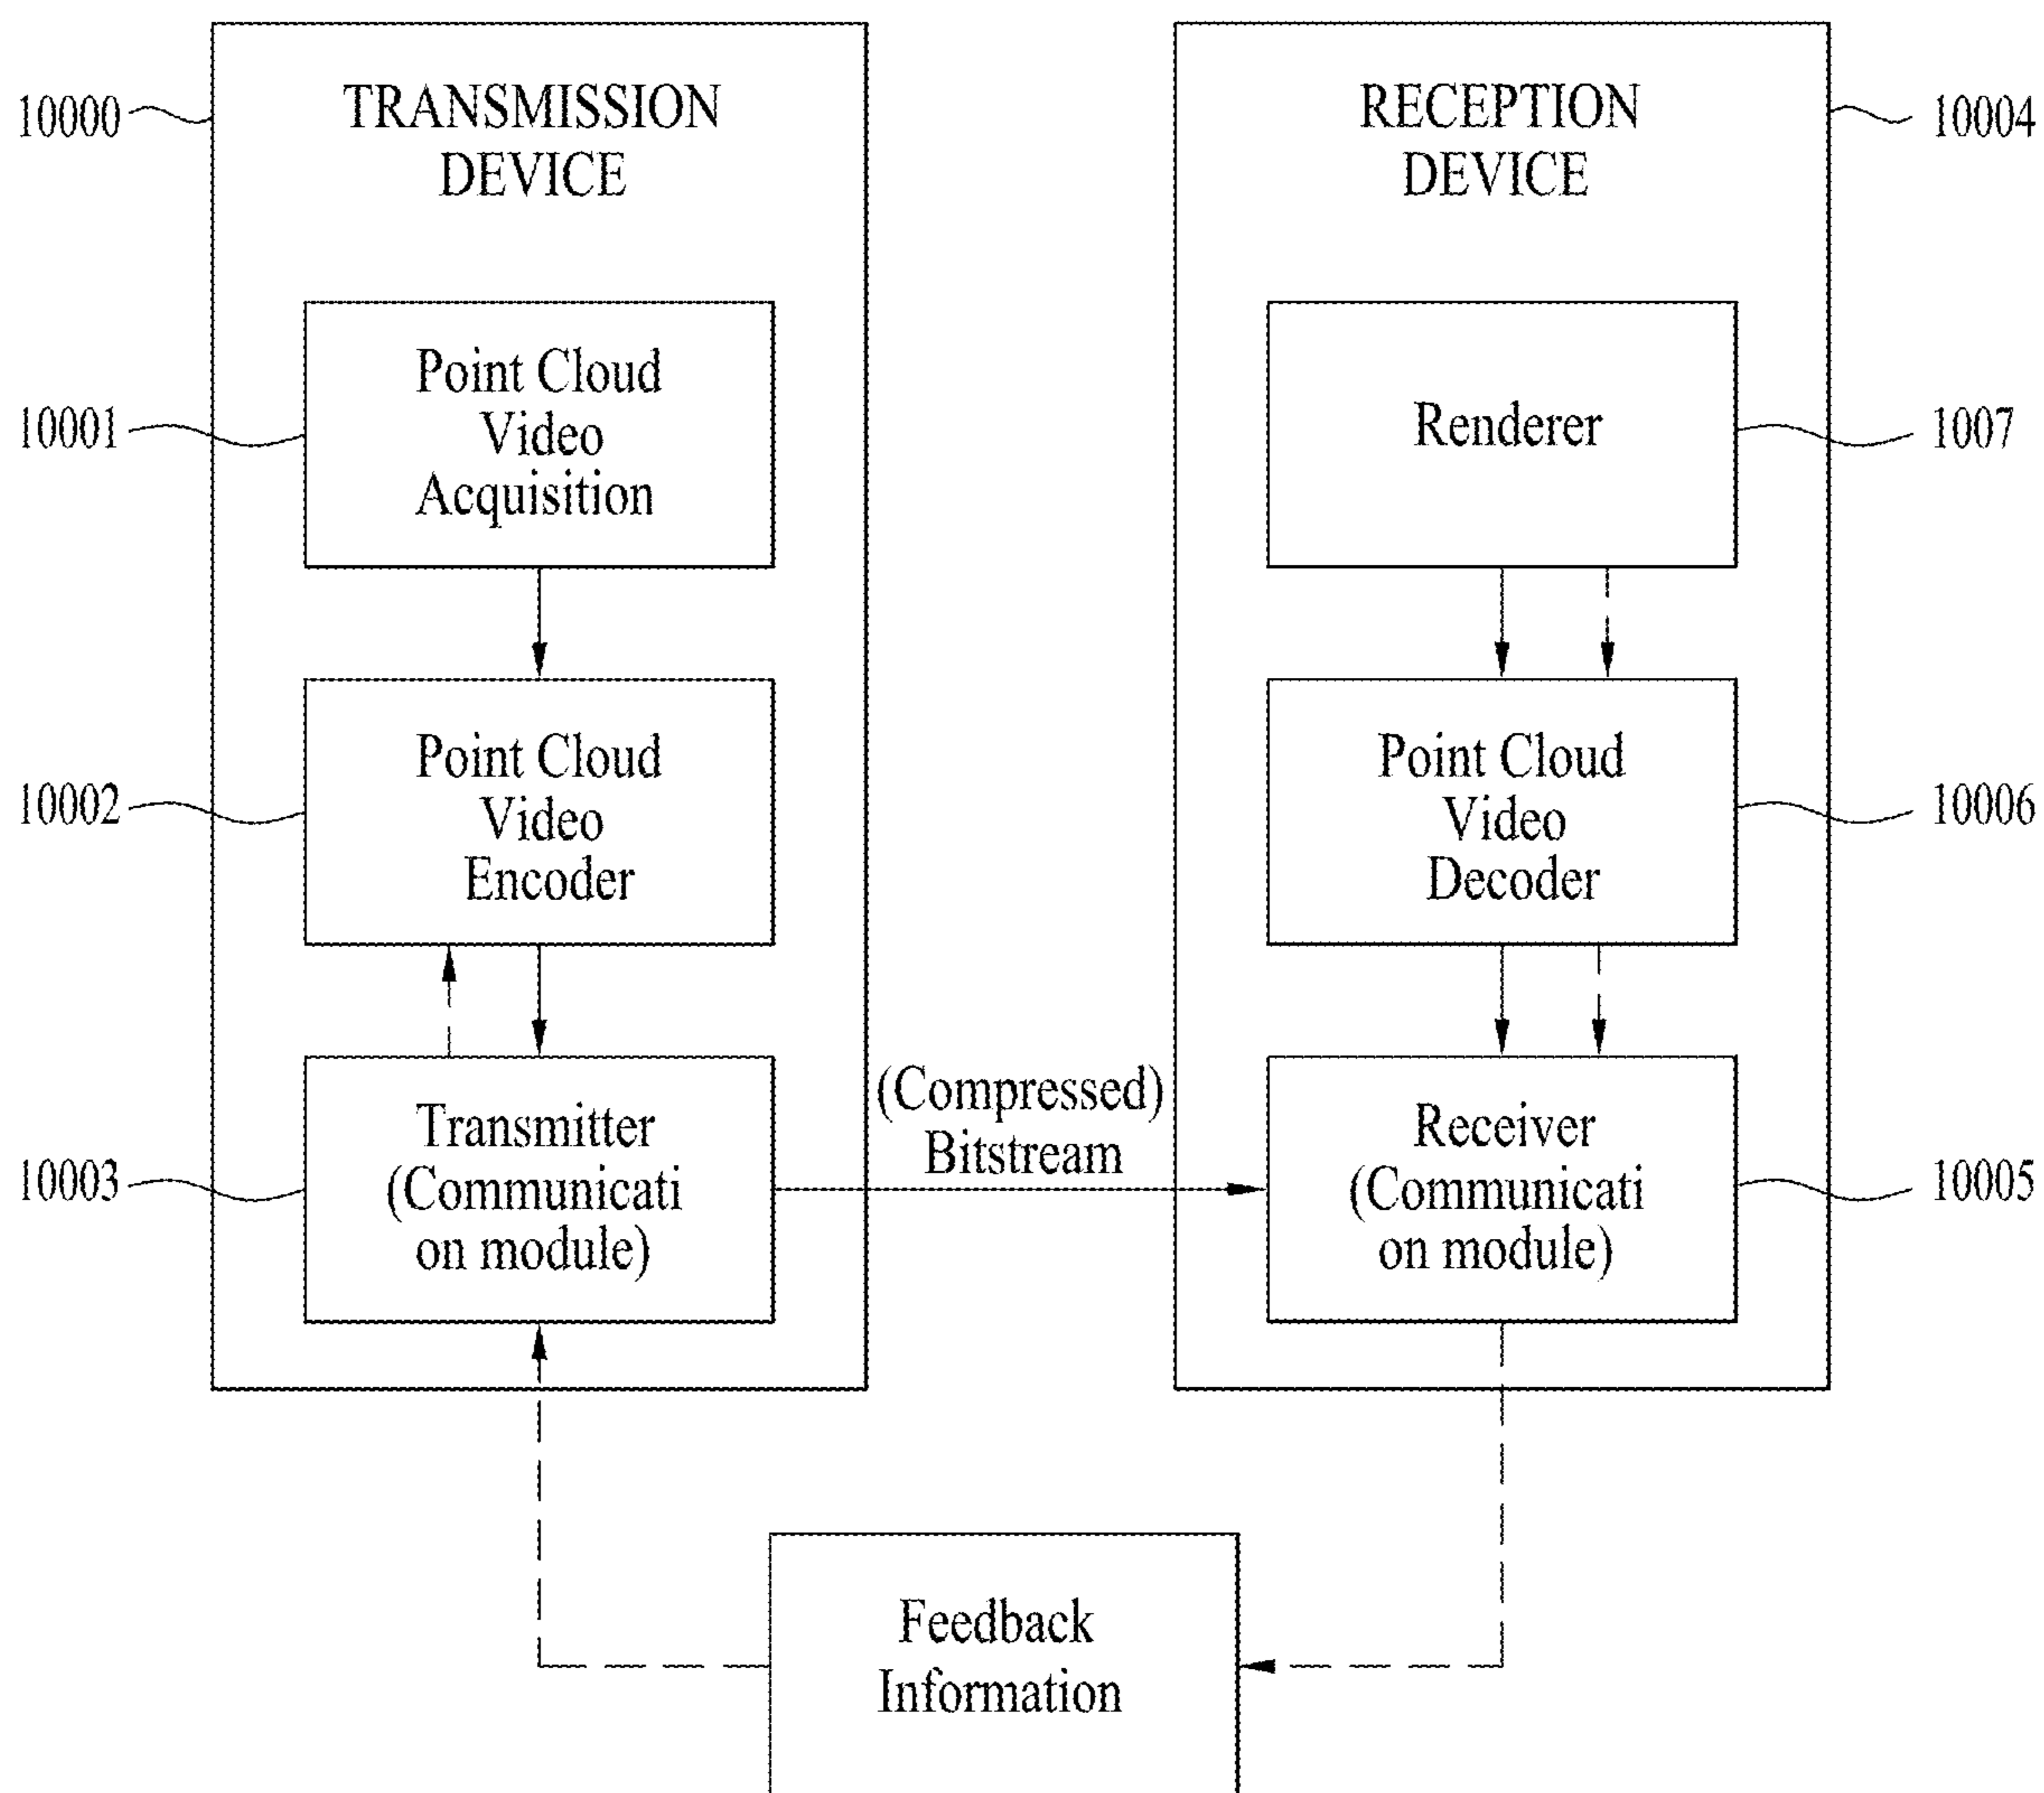 10000
TRANSMISSION
DEVICE
10001
Point Cloud
Video
Acquisition
10002
Point Cloud
Video
Encoder
10003
Transmitter
(Communicati
on module)
(Compressed)
Bitstream
RECEPTION
DEVICE
10004
Renderer
1007
Point Cloud
Video
Decoder
10006
Receiver
(Communicati
on module)
10005
Feedback
Information